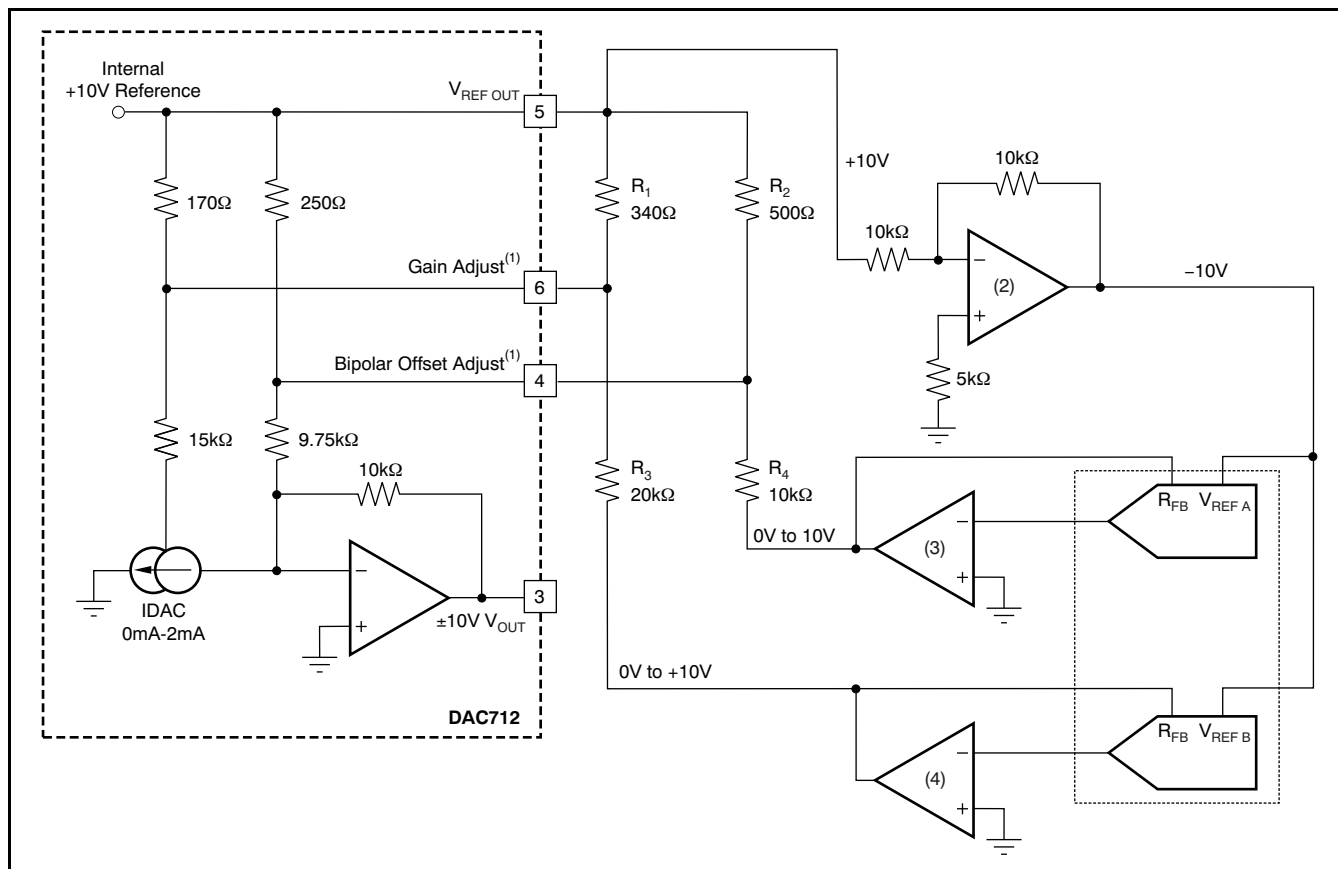 Internal
+10V Reference
V_REF OUT
5
170Ω
250Ω
R1
340Ω
R2
500Ω
+10V
10kΩ
10kΩ
−
(2)
+
−10V
5kΩ
Gain Adjust(1)
6
Bipolar Offset Adjust(1)
4
15kΩ
9.75kΩ
10kΩ
R3
20kΩ
R4
10kΩ
0V to 10V
−
(3)
+
R_FB V_REF A
IDAC
0mA-2mA
−
+
±10V V_OUT
3
0V to +10V
DAC712
−
(4)
+
R_FB V_REF B